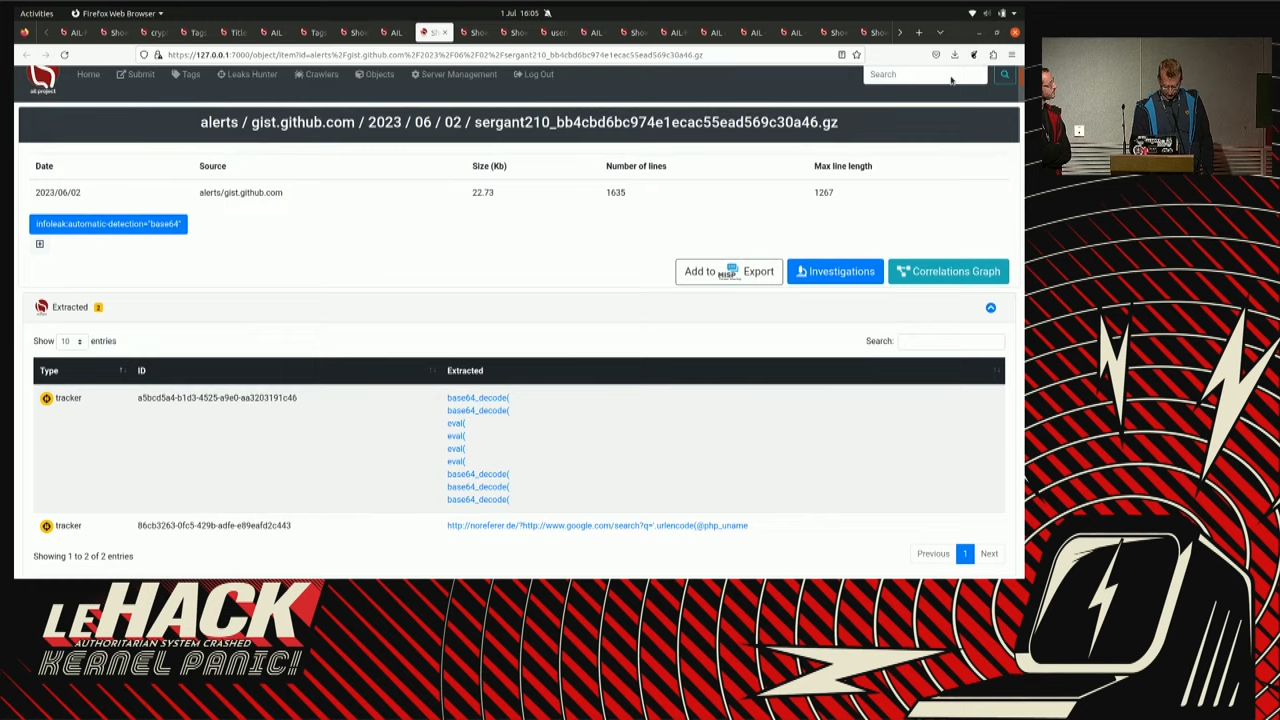 Activities Firefox Web Browser 1 Jul 16:05
https://127.0.0.1:7000/object/item?id=alerts%2Fgist.github.com%2F2023%2F06%2F02%2Fsergant210_bb4cbd6bc974e1ecac55ead569c30a46.gz
ail project Home Submit Tags Leaks Hunter Crawlers Objects Server Management Log Out Search
alerts / gist.github.com / 2023 / 06 / 02 / sergant210_bb4cbd6bc974e1ecac55ead569c30a46.gz
Date Source Size (Kb) Number of lines Max line length
2023/06/02 alerts/gist.github.com 22.73 1635 1267
infoleak:automatic-detection="base64"
Add to MISP Export Investigations Correlations Graph
Extracted 2
Show 10 entries Search:
Type ID Extracted
tracker a5bcd5a4-b1d3-4525-a9e0-aa3203191c46 base64_decode(
base64_decode(
eval(
eval(
eval(
eval(
base64_decode(
base64_decode(
base64_decode(
tracker 86cb3263-0fc5-429b-adfe-e89eafd2c443 http://noreferer.de/?http://www.google.com/search?q='.urlencode(@php_uname
Showing 1 to 2 of 2 entries Previous 1 Next
LEHACK
AUTHORITARIAN SYSTEM CRASHED
KERNEL PANIC!